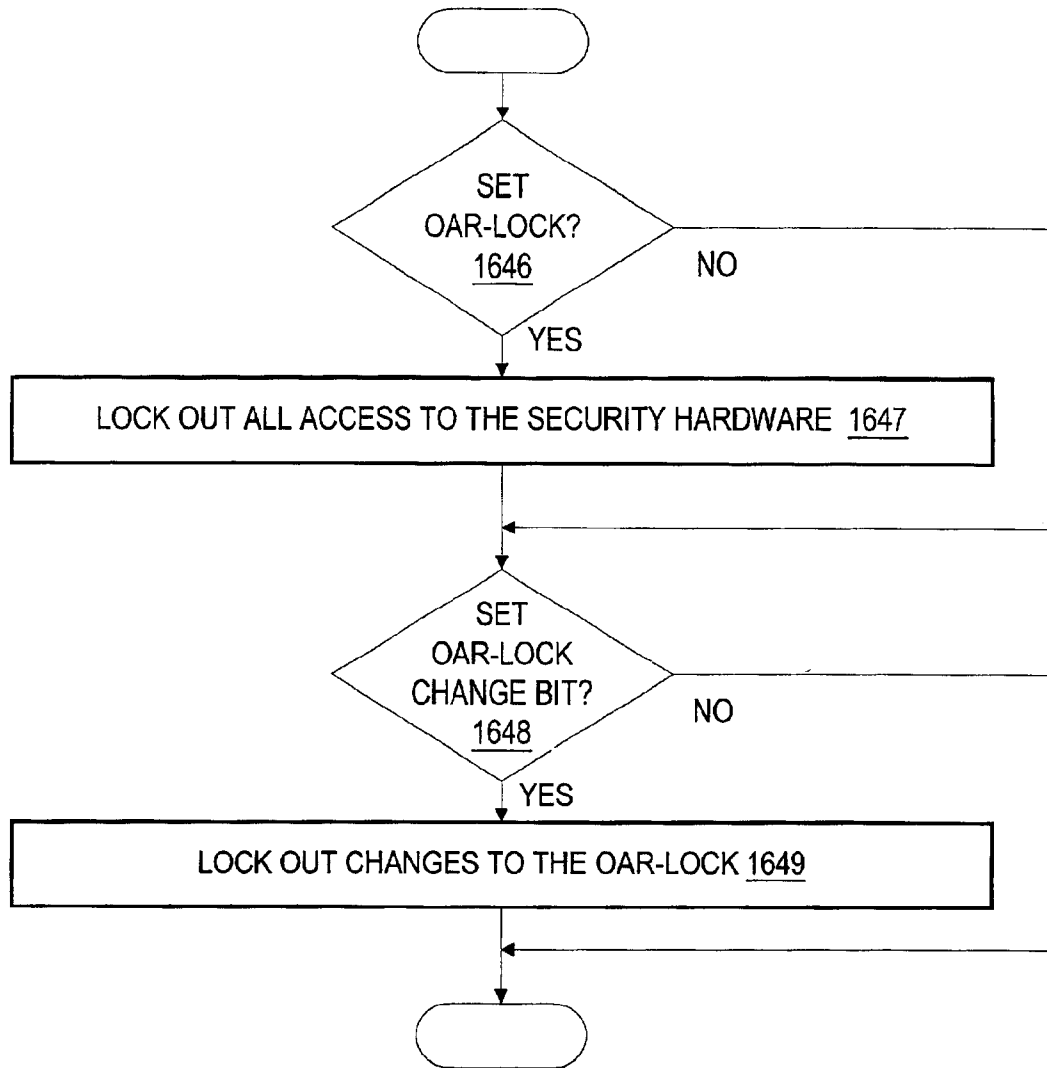 SET
OAR-LOCK?
1646
NO
YES
LOCK OUT ALL ACCESS TO THE SECURITY HARDWARE 1647
SET
OAR-LOCK
CHANGE BIT?
1648
NO
YES
LOCK OUT CHANGES TO THE OAR-LOCK 1649